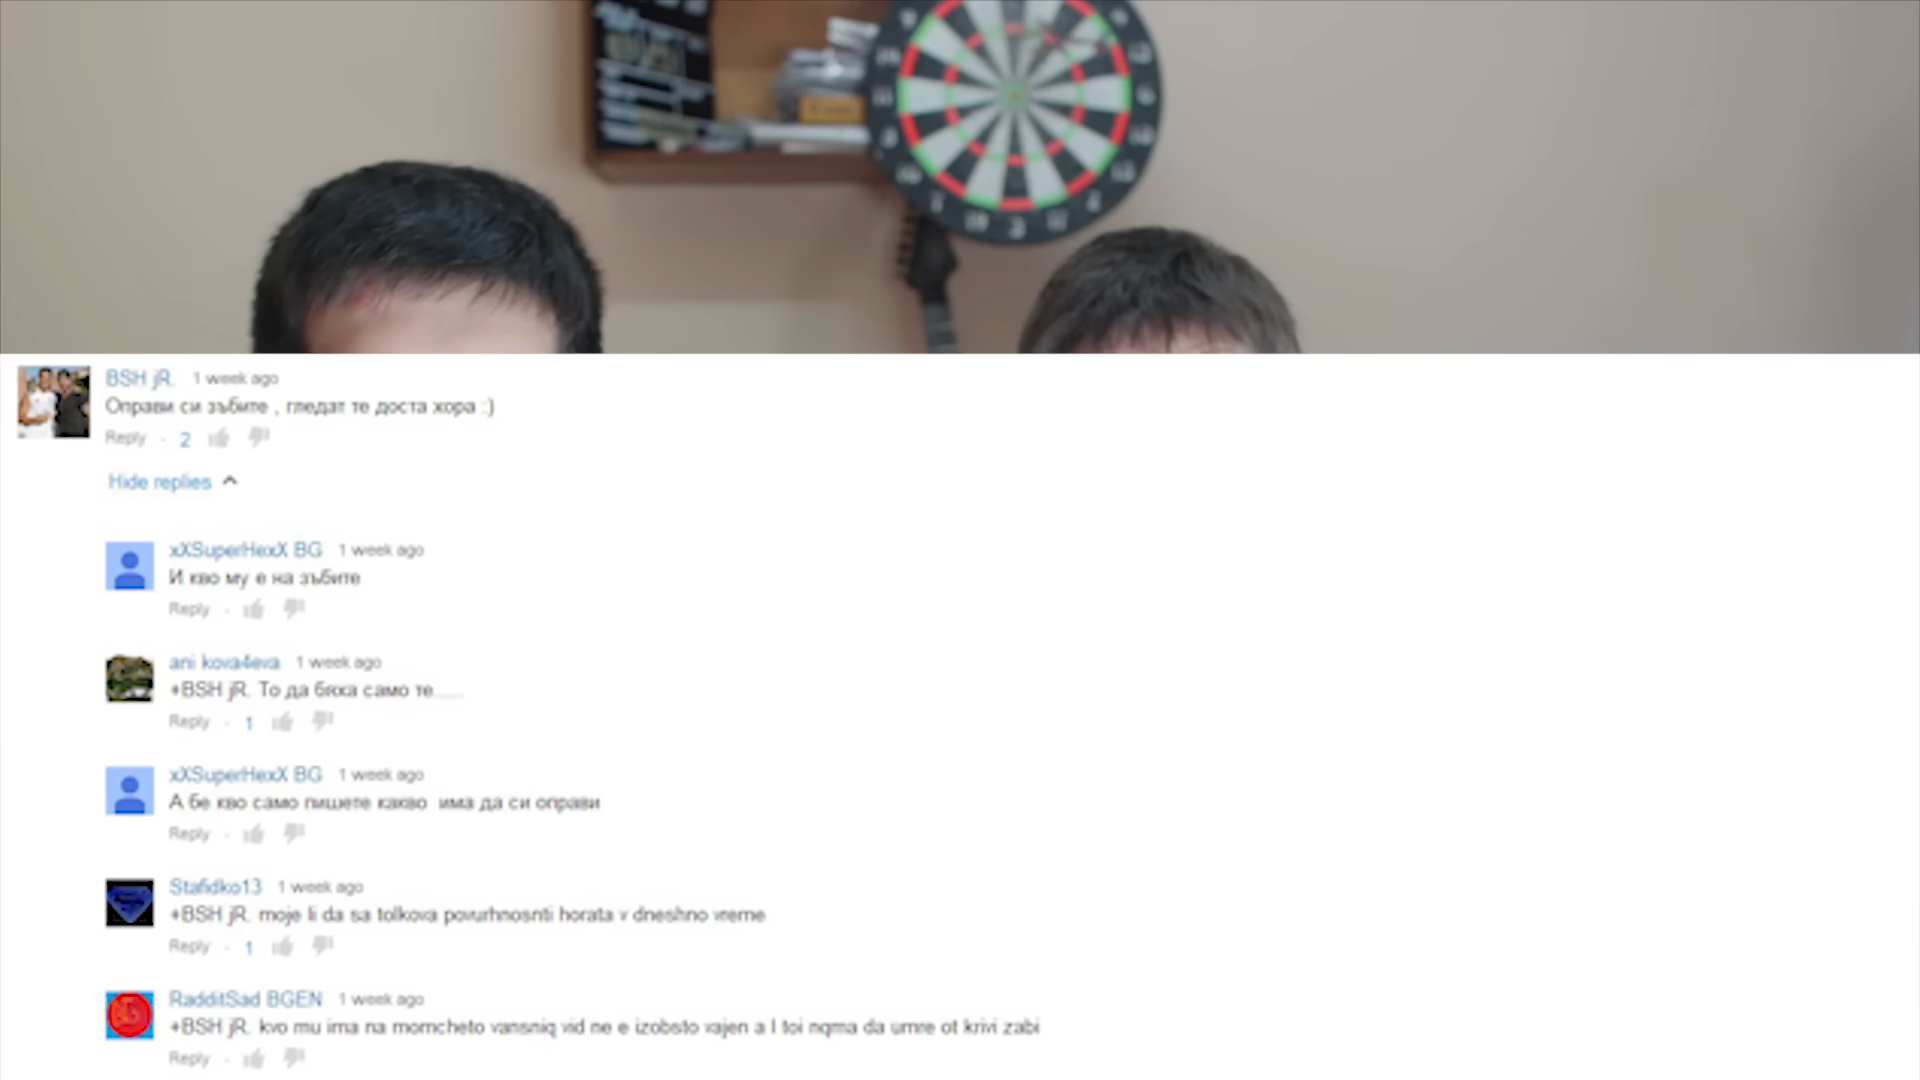 BSH jR. 1 week ago
Оправи си зъбите , гледат те доста хора :)
Reply · 2
Hide replies
xXSuperHexX BG 1 week ago
И кво му е на зъбите
Reply ·
ani kova4eva 1 week ago
+BSH jR. То да бяха само те......
Reply · 1
xXSuperHexX BG 1 week ago
А бе кво само пишете какво има да си оправи
Reply ·
Stafidko13 1 week ago
+BSH jR. moje li da sa tolkova povurhnosnti horata v dneshno vreme
Reply · 1
RadditSad BGEN 1 week ago
+BSH jR. kvo mu ima na momcheto vansniq vid ne e izobsto vajen a I toi nqma da umre ot krivi zabi
Reply ·